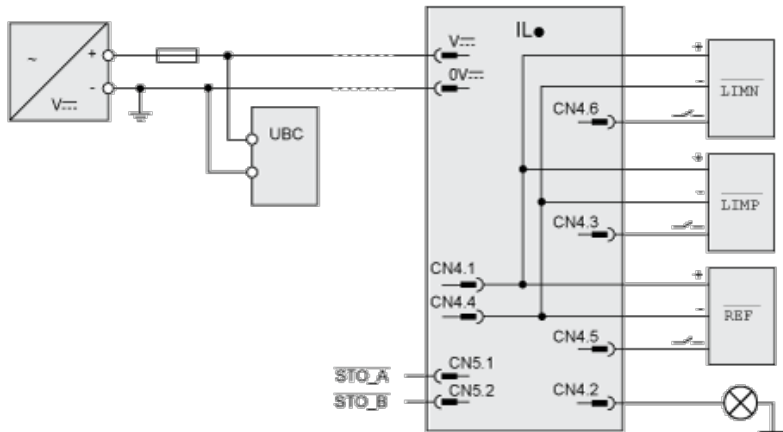 ~
+
-
V⎓
UBC
IL●
V⎓
0V⎓
CN4.6
CN4.3
CN4.1
CN4.4
CN4.5
CN5.1
CN5.2
CN4.2
STO_A
STO_B
+
-
LIMN
+
-
LIMP
+
-
REF